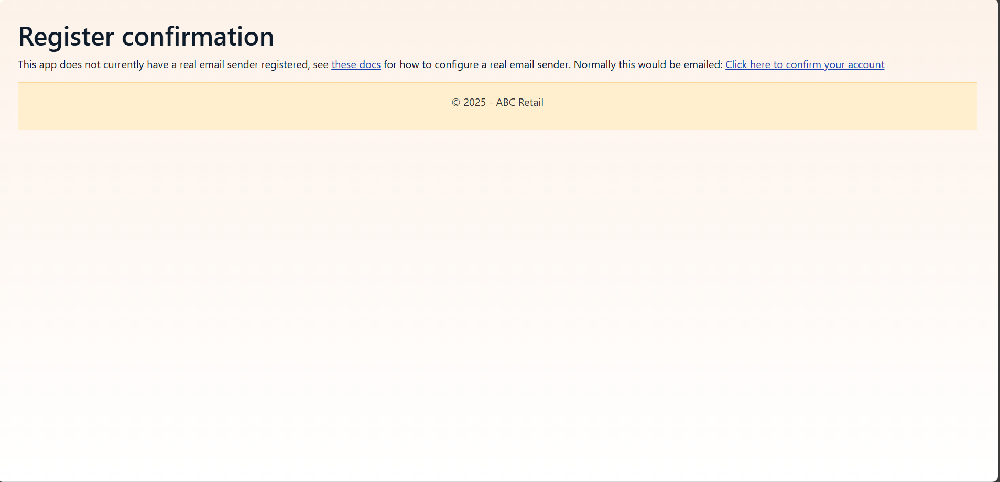 Register confirmation
This app does not currently have a real email sender registered, see these docs for how to configure a real email sender. Normally this would be emailed: Click here to confirm your account
© 2025 - ABC Retail